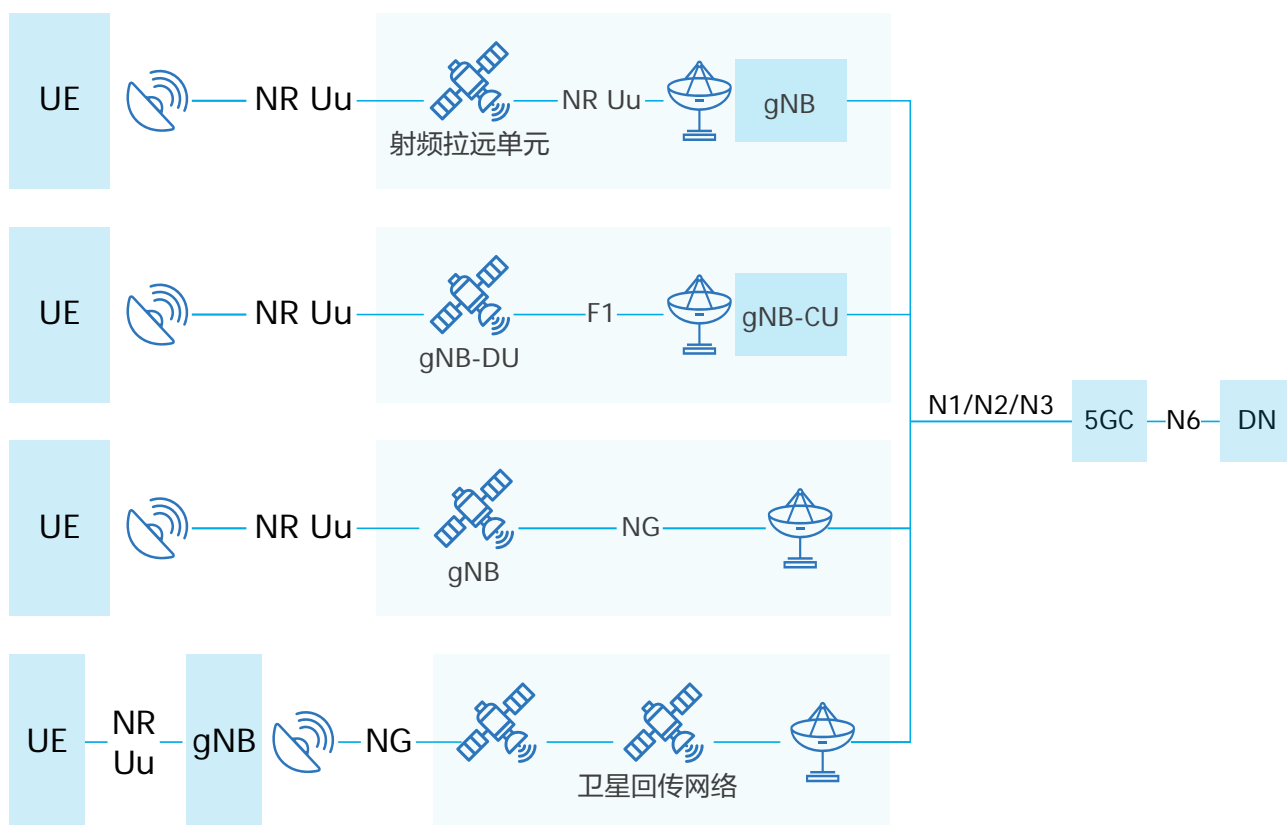 UE
NR Uu
射频拉远单元
NR Uu
gNB
UE
NR Uu
gNB-DU
F1
gNB-CU
N1/N2/N3
5GC
N6
DN
UE
NR Uu
gNB
NG
UE
NR
Uu
gNB
NG
卫星回传网络